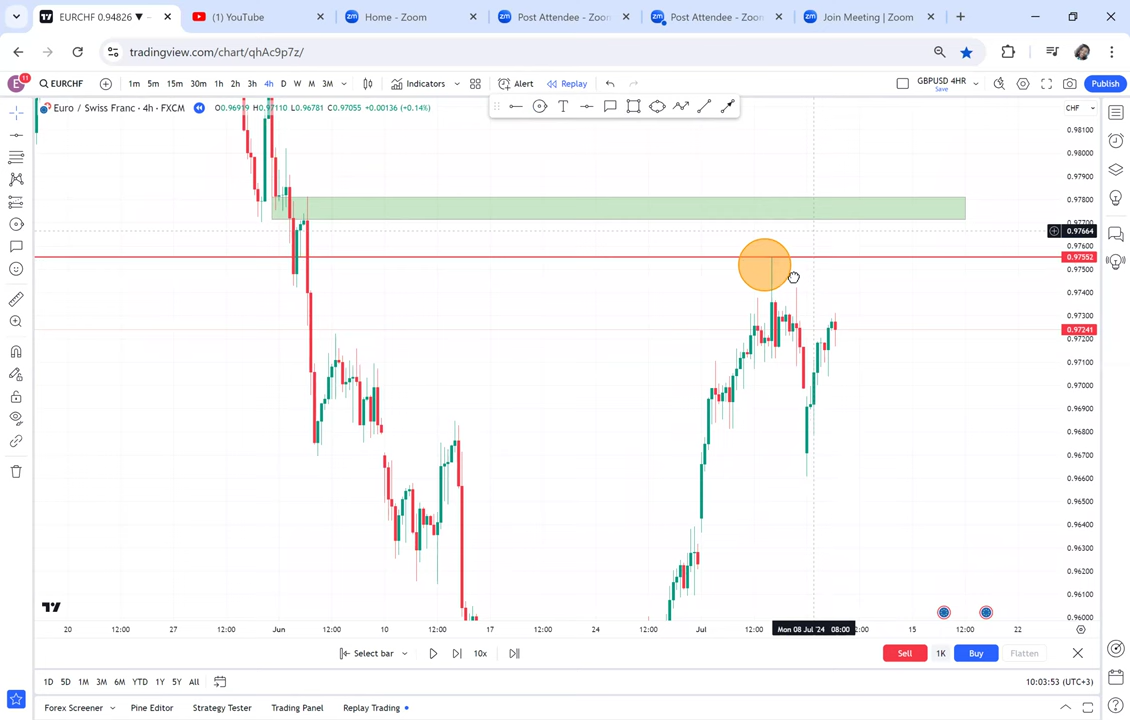 EURCHF 0.94826 ▼ −
(1) YouTube
Home - Zoom
Post Attendee - Zoom
Post Attendee - Zoom
Join Meeting | Zoom
tradingview.com/chart/qhAc9p7z/
E 11
EURCHF
1m 5m 15m 30m 1h 2h 3h 4h D W M 3M
Indicators
Alert
Replay
GBPUSD 4HR
Save
Publish
Euro / Swiss Franc · 4h · FXCM
O0.96919 H0.97110 L0.96781 C0.97055 +0.00136 (+0.14%)
CHF
0.98100
0.98000
0.97900
0.97800
0.97700
0.97664
0.97600
0.97552
0.97500
0.97400
0.97300
0.97241
0.97200
0.97100
0.97000
0.96900
0.96800
0.96700
0.96600
0.96500
0.96400
0.96300
0.96200
0.96100
0.96000
20 12:00 27 12:00 Jun 12:00 10 12:00 17 12:00 24 12:00 Jul 12:00 Mon 08 Jul '24 08:00 2:00 15 12:00 22
Select bar
10x
Sell
1K
Buy
Flatten
1D 5D 1M 3M 6M YTD 1Y 5Y All
10:03:53 (UTC+3)
Forex Screener
Pine Editor
Strategy Tester
Trading Panel
Replay Trading